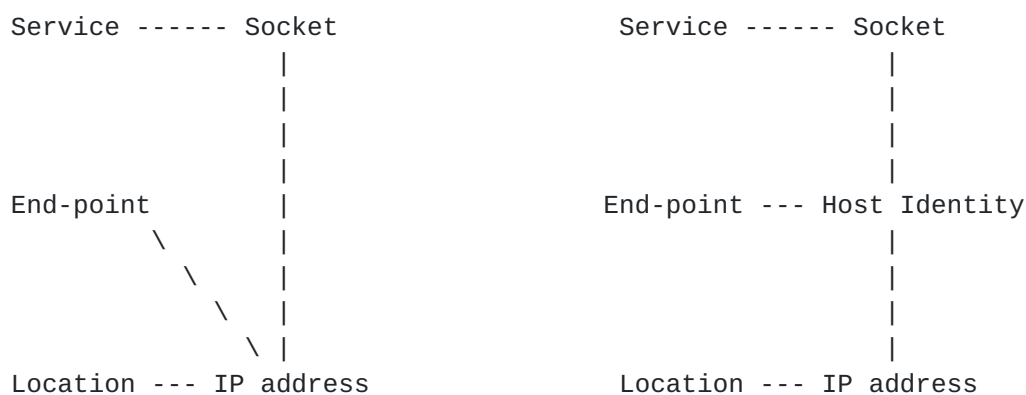 Service ------ Socket                  Service ------ Socket
                 |                                      |
                 |                                      |
                 |                                      |
                 |                                      |
End-point        |                    End-point --- Host Identity
         \       |                                      |
           \     |                                      |
             \   |                                      |
               \ |                                      |
Location --- IP address                Location --- IP address